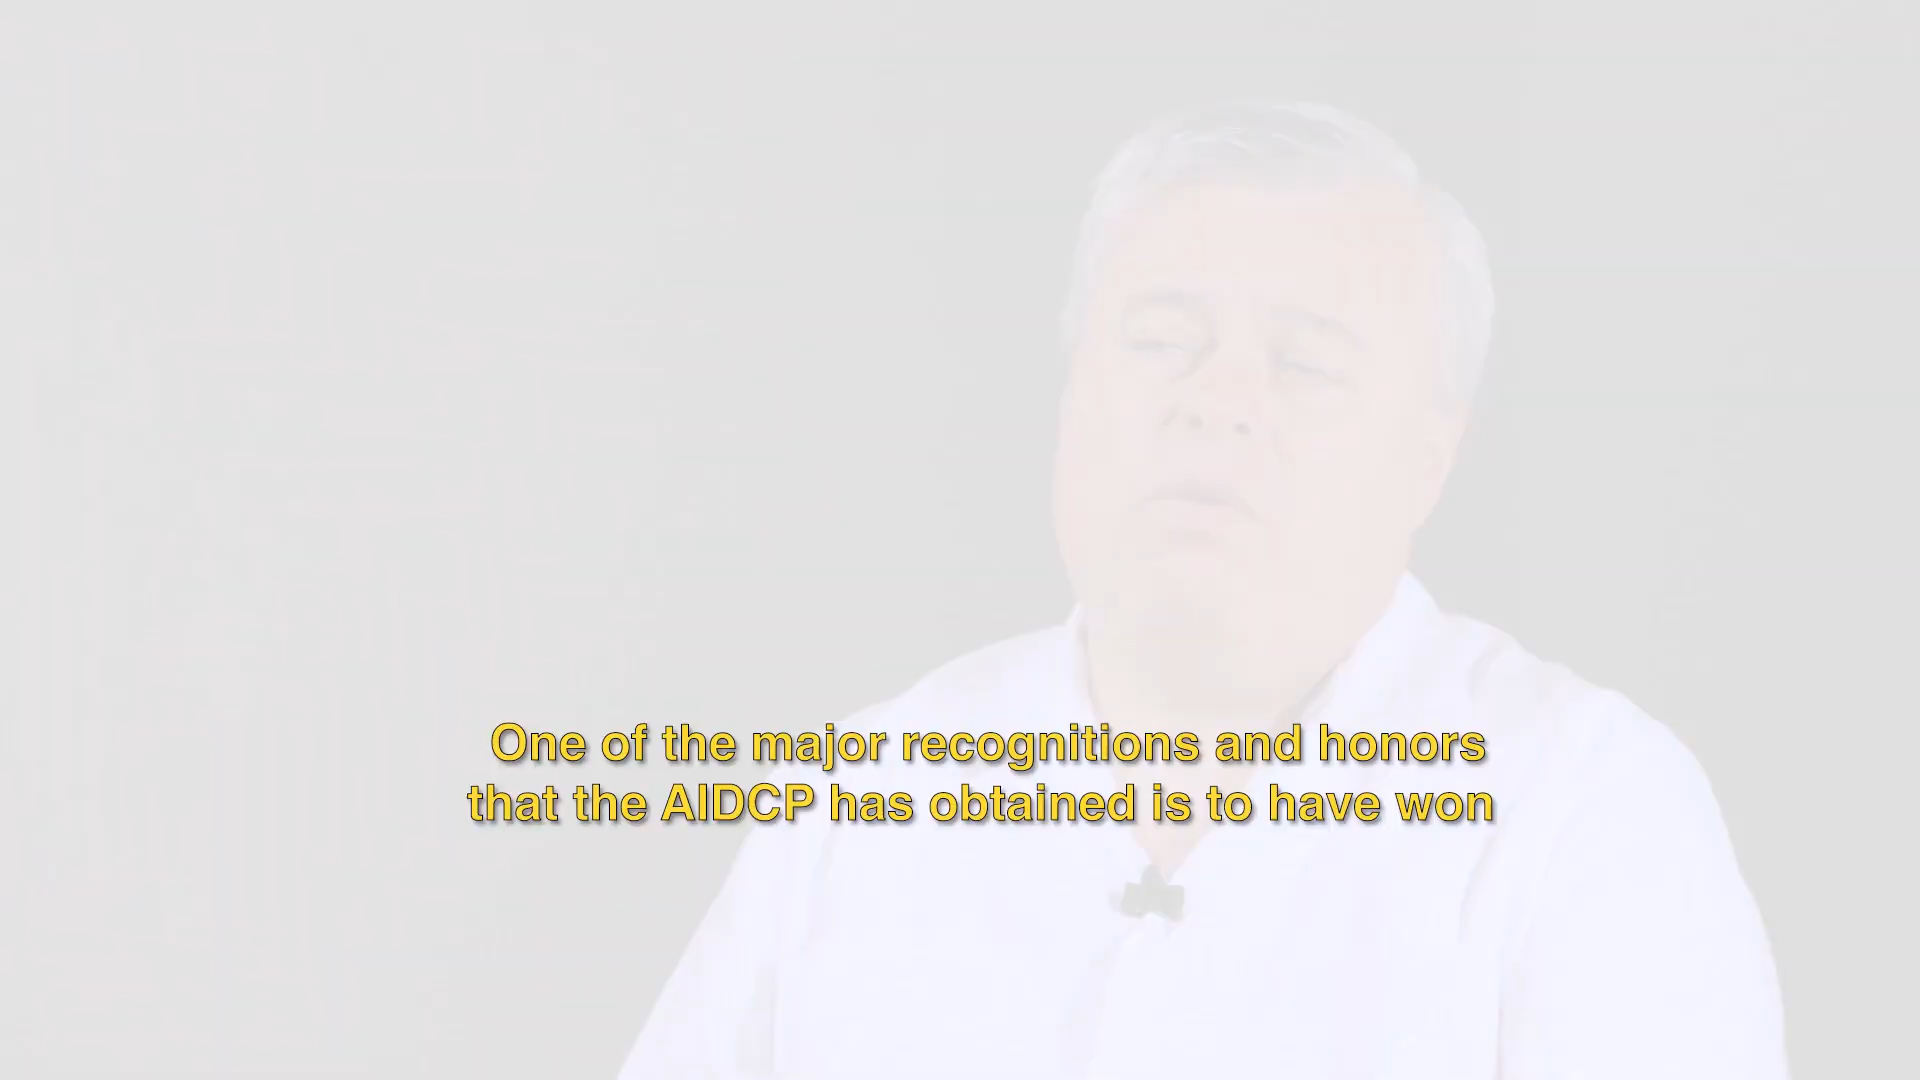 One of the major recognitions and honors
that the AIDCP has obtained is to have won